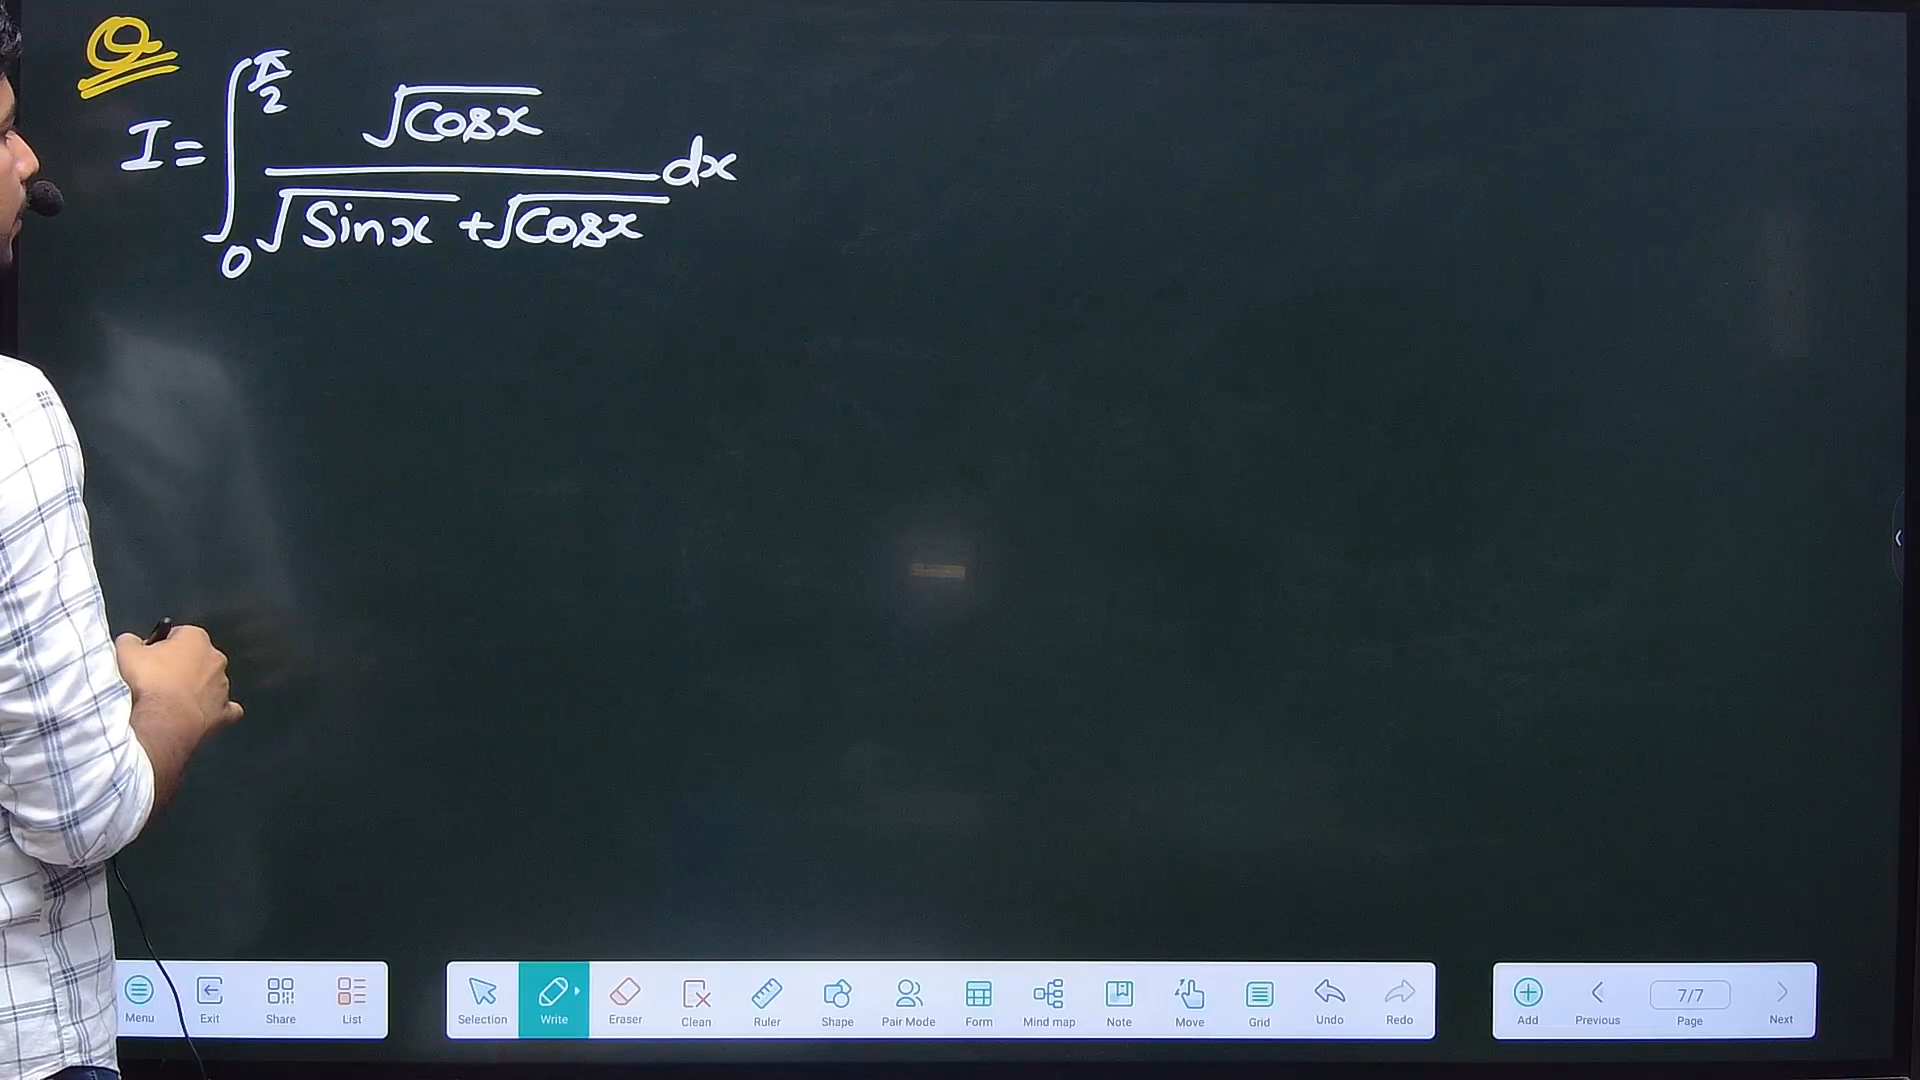 Q
I = ∫₀^(π/2) √Cosx / (√Sinx + √Cosx) dx
Menu Exit Share List Selection Write Eraser Clean Ruler Shape Pair Mode Form Mind map Note Move Grid Undo Redo Add Previous 7/7 Page Next